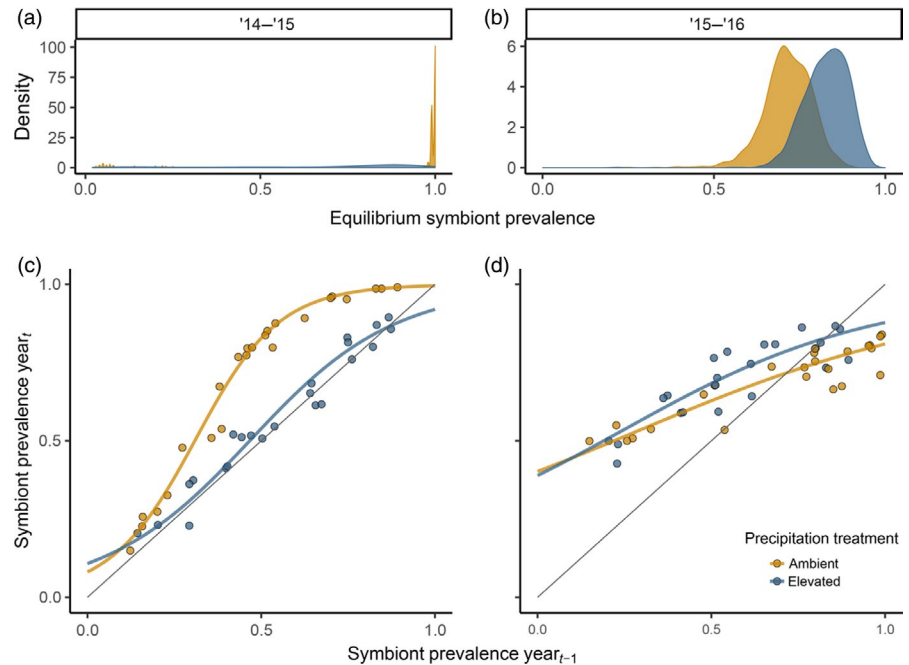 (a)
'14–'15
(b)
'15–'16
Density
100
75
50
25
0
0.0
0.5
1.0
6
4
2
0
0.0
0.5
1.0
Equilibrium symbiont prevalence
(c)
(d)
Symbiont prevalence year t
1.0
0.5
0.0
0.0
0.5
1.0
0.0
0.5
1.0
Precipitation treatment
Ambient
Elevated
Symbiont prevalence year t−1